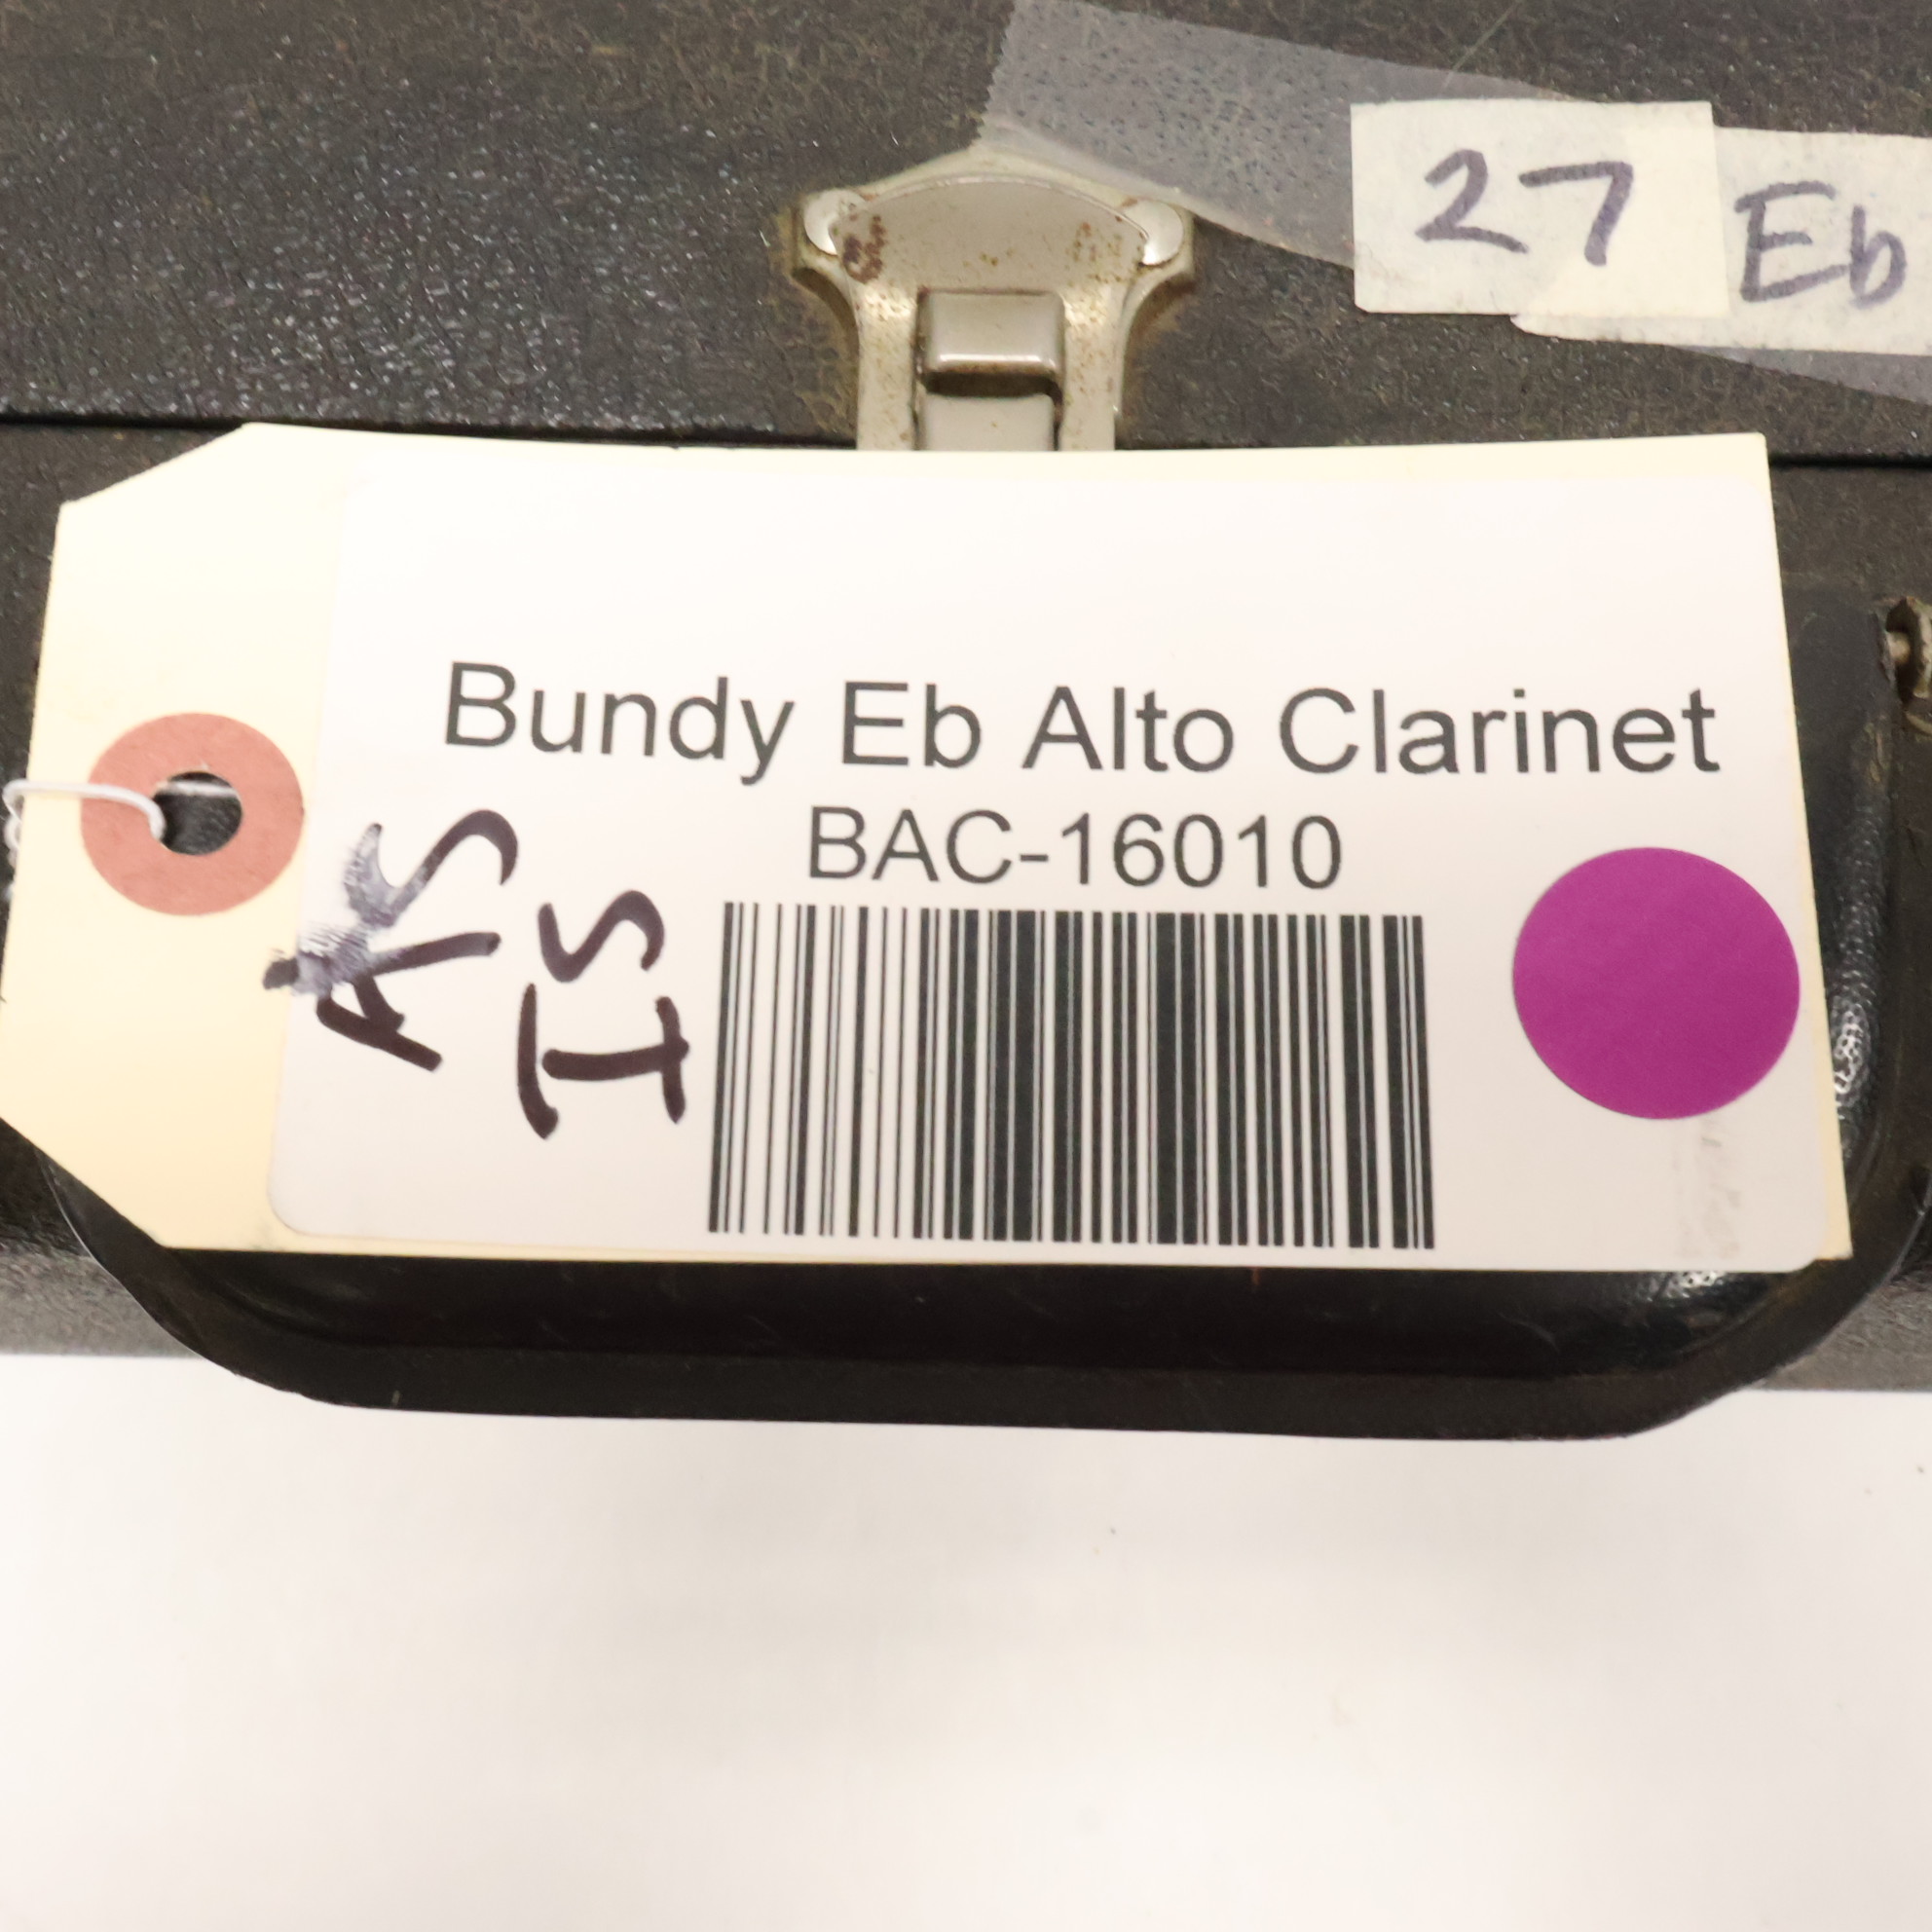 27 Eb
Bundy Eb Alto Clarinet
BAC-16010
AS
IS